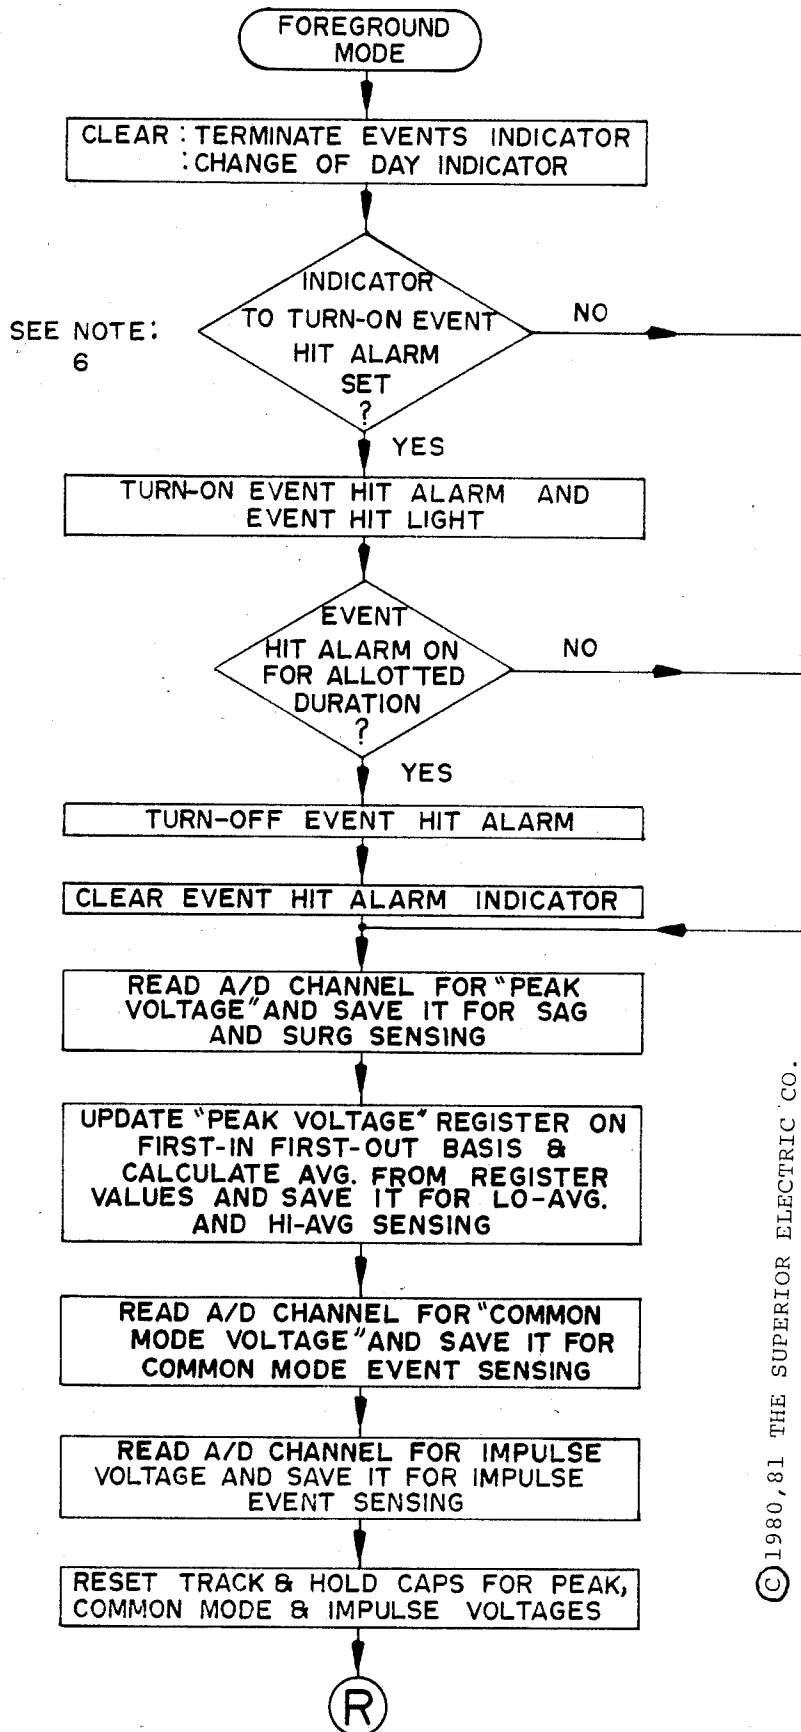 FOREGROUND
MODE
CLEAR : TERMINATE EVENTS INDICATOR
: CHANGE OF DAY INDICATOR
INDICATOR
TO TURN-ON EVENT
HIT ALARM
SET
?
NO
SEE NOTE:
6
YES
TURN-ON EVENT HIT ALARM AND
EVENT HIT LIGHT
EVENT
HIT ALARM ON
FOR ALLOTTED
DURATION
?
NO
YES
TURN-OFF EVENT HIT ALARM
CLEAR EVENT HIT ALARM INDICATOR
READ A/D CHANNEL FOR "PEAK
VOLTAGE" AND SAVE IT FOR SAG
AND SURG SENSING
UPDATE "PEAK VOLTAGE" REGISTER ON
FIRST-IN FIRST-OUT BASIS &
CALCULATE AVG. FROM REGISTER
VALUES AND SAVE IT FOR LO-AVG.
AND HI-AVG SENSING
READ A/D CHANNEL FOR "COMMON
MODE VOLTAGE" AND SAVE IT FOR
COMMON MODE EVENT SENSING
READ A/D CHANNEL FOR IMPULSE
VOLTAGE AND SAVE IT FOR IMPULSE
EVENT SENSING
RESET TRACK & HOLD CAPS FOR PEAK,
COMMON MODE & IMPULSE VOLTAGES
R
©1980,81 THE SUPERIOR ELECTRIC CO.